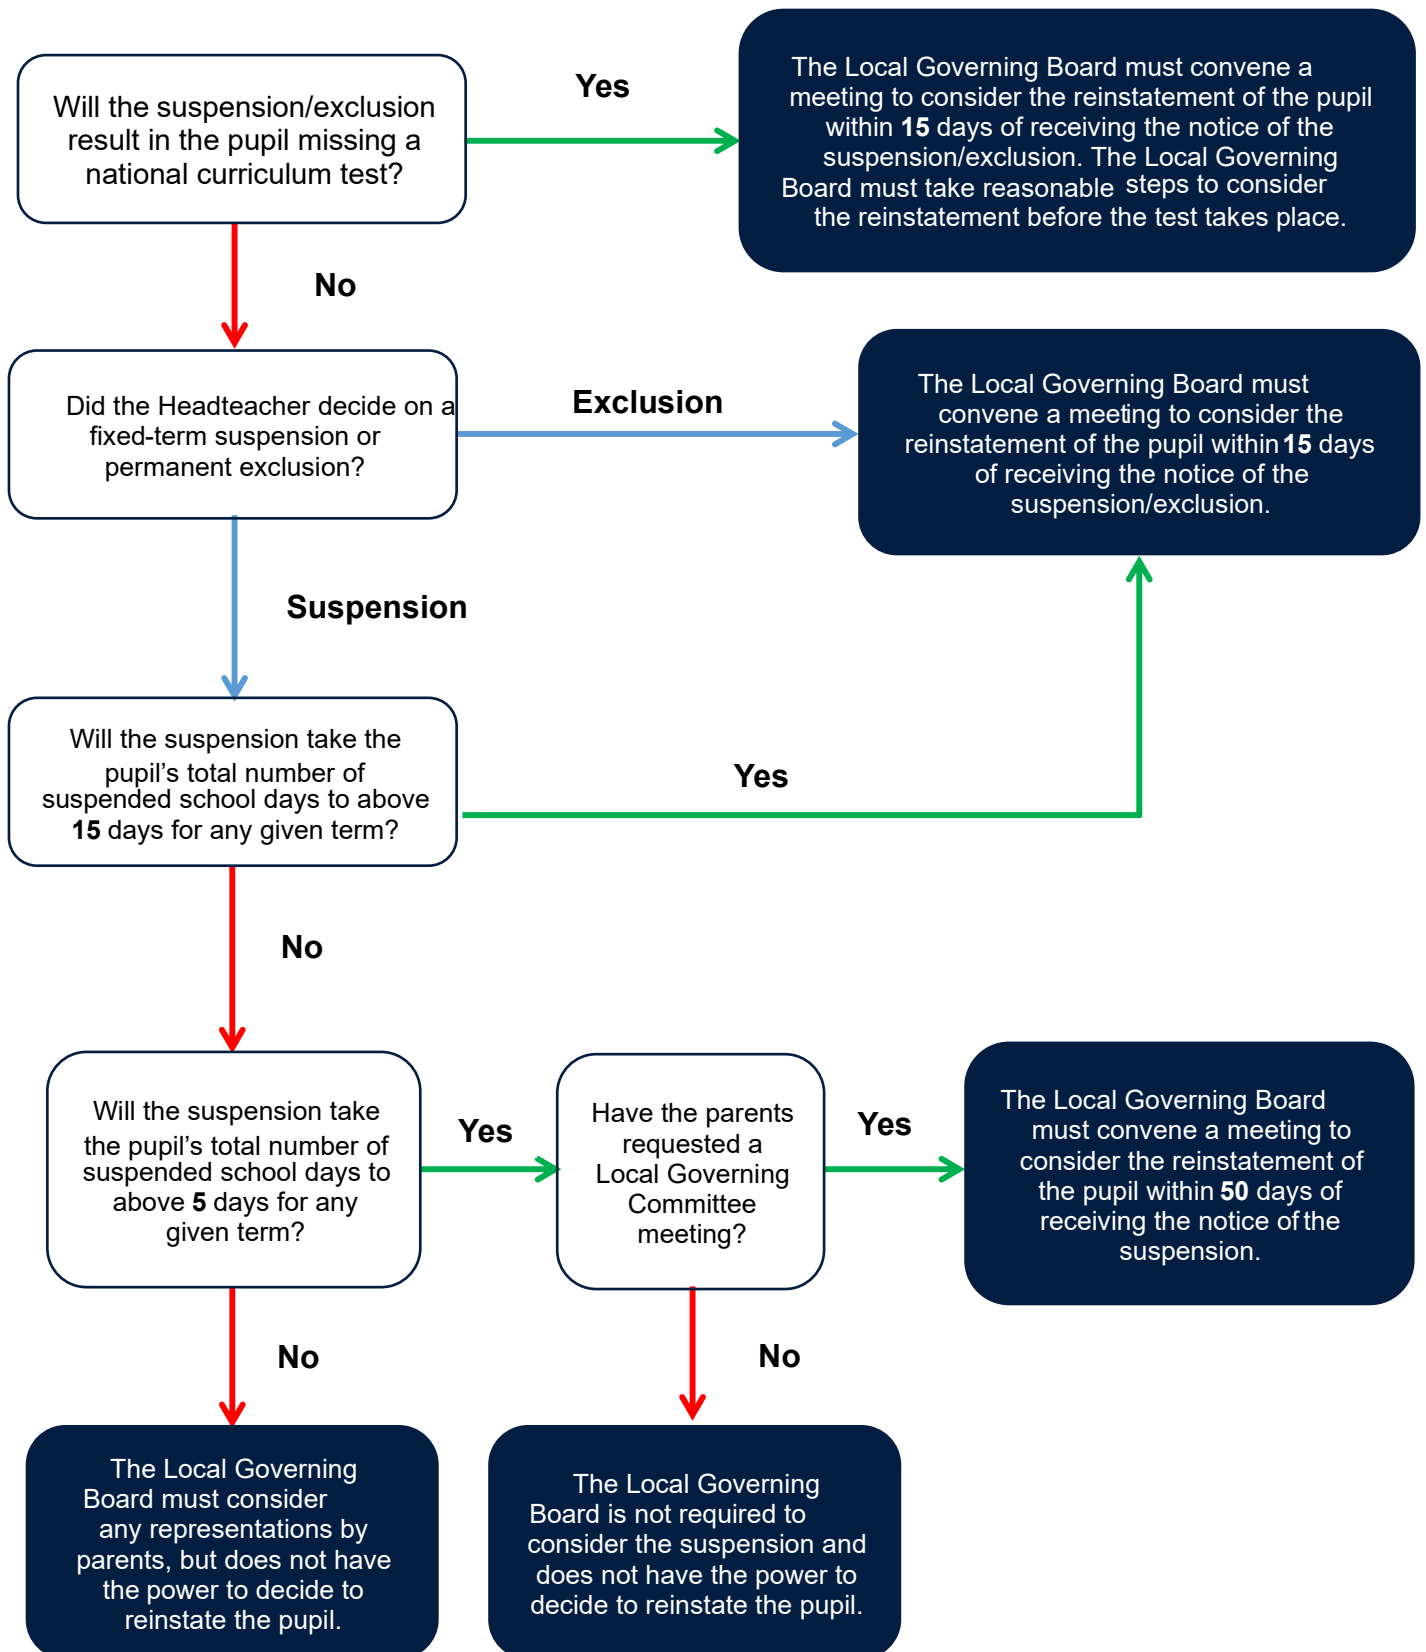 Will the suspension/exclusion
result in the pupil missing a
national curriculum test?
Yes
The Local Governing Board must convene a
meeting to consider the reinstatement of the pupil
within 15 days of receiving the notice of the
suspension/exclusion. The Local Governing
Board must take reasonable steps to consider
the reinstatement before the test takes place.
No
Did the Headteacher decide on a
fixed-term suspension or
permanent exclusion?
Exclusion
The Local Governing Board must
convene a meeting to consider the
reinstatement of the pupil within 15 days
of receiving the notice of the
suspension/exclusion.
Suspension
Will the suspension take the
pupil’s total number of
suspended school days to above
15 days for any given term?
Yes
No
Will the suspension take
the pupil’s total number of
suspended school days to
above 5 days for any
given term?
Yes
Have the parents
requested a
Local Governing
Committee
meeting?
Yes
The Local Governing Board
must convene a meeting to
consider the reinstatement of
the pupil within 50 days of
receiving the notice of the
suspension.
No
No
The Local Governing
Board must consider
any representations by
parents, but does not have
the power to decide to
reinstate the pupil.
The Local Governing
Board is not required to
consider the suspension and
does not have the power to
decide to reinstate the pupil.